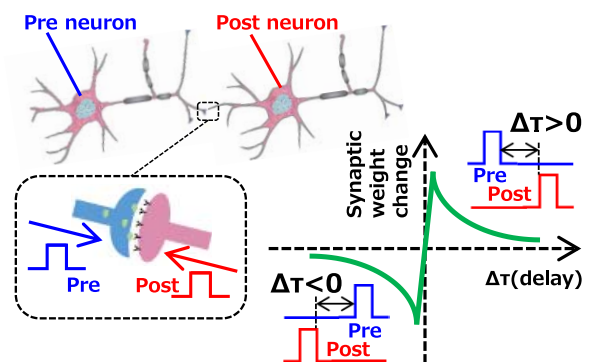 Pre neuron
Post neuron
Synaptic
weight
change
Δτ>0
Pre
Post
Δτ(delay)
Δτ<0
Pre
Post
Pre
Post